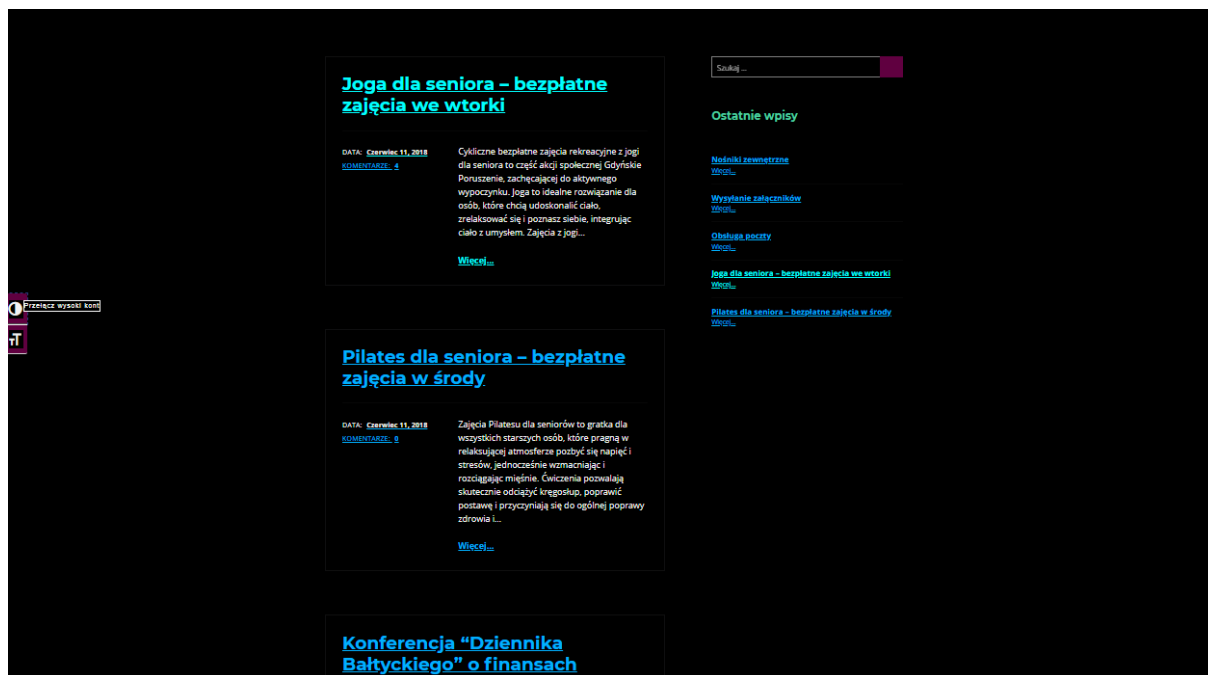 Joga dla seniora – bezpłatne
zajęcia we wtorki
DATA: Czerwiec 11, 2018
KOMENTARZE: 4
Cykliczne bezpłatne zajęcia rekreacyjne z jogi
dla seniora to część akcji społecznej Gdyńskie
Poruszenie, zachęcającej do aktywnego
wypoczynku. Joga to idealne rozwiązanie dla
osób, które chcią udoskonalić ciało,
zrelaksować się i poznasz siebie, integrując
ciało z umysłem. Zajęcia z jogi...
Więcej...
Przełącz wysoki kont
Pilates dla seniora – bezpłatne
zajęcia w środy
DATA: Czerwiec 11, 2018
KOMENTARZE: 0
Zajęcia Pilatesu dla seniorów to gratka dla
wszystkich starszych osób, które pragną w
relaksującej atmosferze pozbyć się napięć i
stresów, jednocześnie wzmacniając i
rozciągając mięśnie. Ćwiczenia pozwalają
skutecznie odciążyć kręgosłup, poprawić
postawę i przyczyniają się do ogólnej poprawy
zdrowia i...
Więcej...
Konferencja “Dziennika
Bałtyckiego” o finansach
Szukaj ...
Ostatnie wpisy
Nośniki zewnętrzne
Więcej...
Wysyłanie załączników
Więcej...
Obsługa poczty
Więcej...
Joga dla seniora – bezpłatne zajęcia we wtorki
Więcej...
Pilates dla seniora – bezpłatne zajęcia w środy
Więcej...